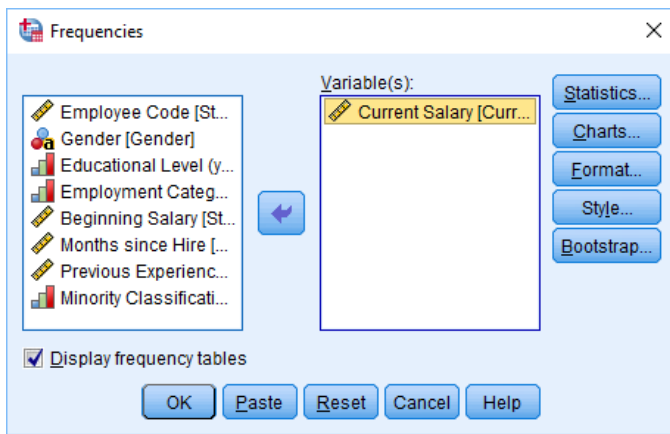 Frequencies
Variable(s):
Employee Code [St...
Gender [Gender]
Educational Level (y...
Employment Categ...
Beginning Salary [St...
Months since Hire [...
Previous Experienc...
Minority Classificati...
Current Salary [Curr...
Statistics...
Charts...
Format...
Style...
Bootstrap...
Display frequency tables
OK Paste Reset Cancel Help